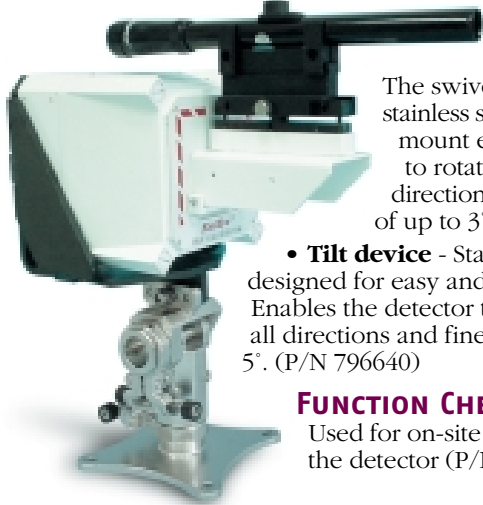 The swive
stainless s
mount e
to rotat
direction
of up to 3°
• Tilt device - Sta
designed for easy and
Enables the detector t
all directions and fine
5°. (P/N 796640)
FUNCTION CHE
Used for on-site
the detector (P/N